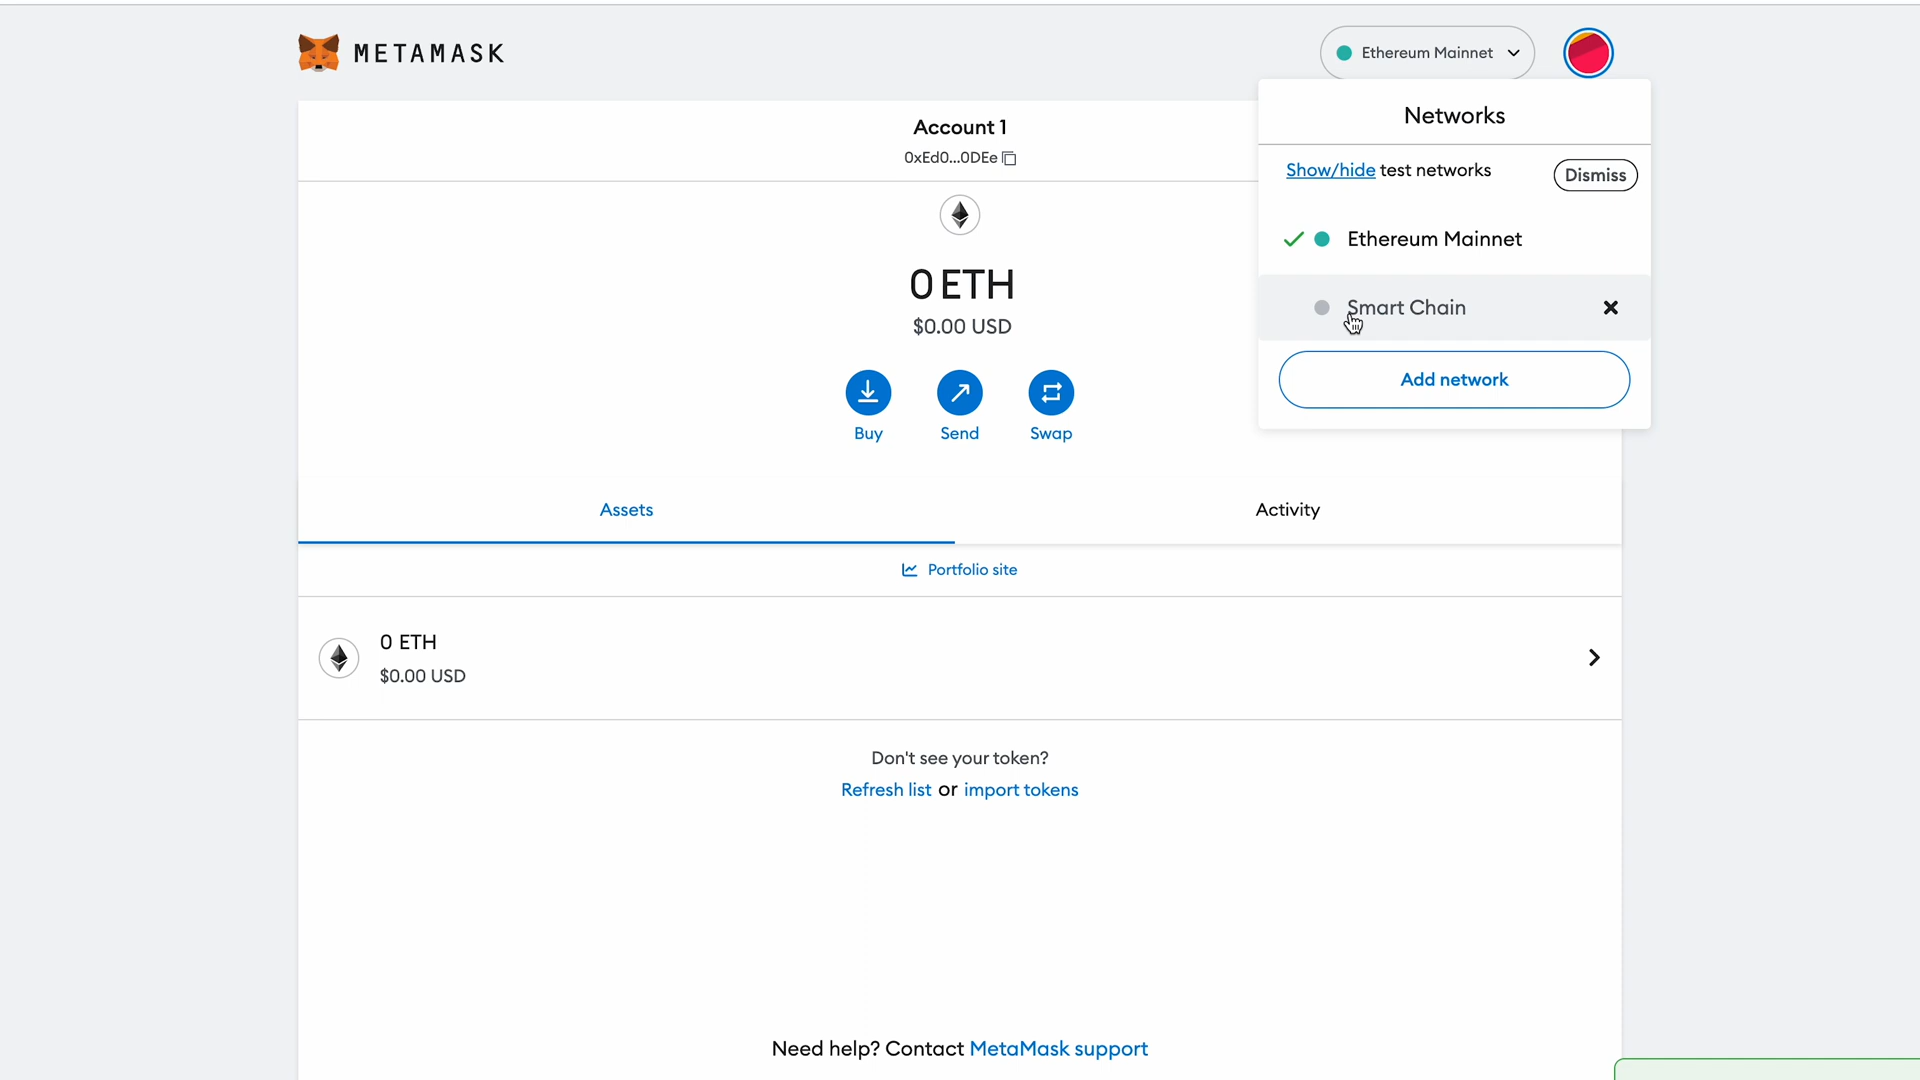 METAMASK
Ethereum Mainnet
Networks
Show/hide test networks
Dismiss
Ethereum Mainnet
Smart Chain
Add network
Account 1
0xEd0...0DEe
0 ETH
$0.00 USD
Buy
Send
Swap
Assets
Activity
Portfolio site
0 ETH
$0.00 USD
Don't see your token?
Refresh list or import tokens
Need help? Contact MetaMask support